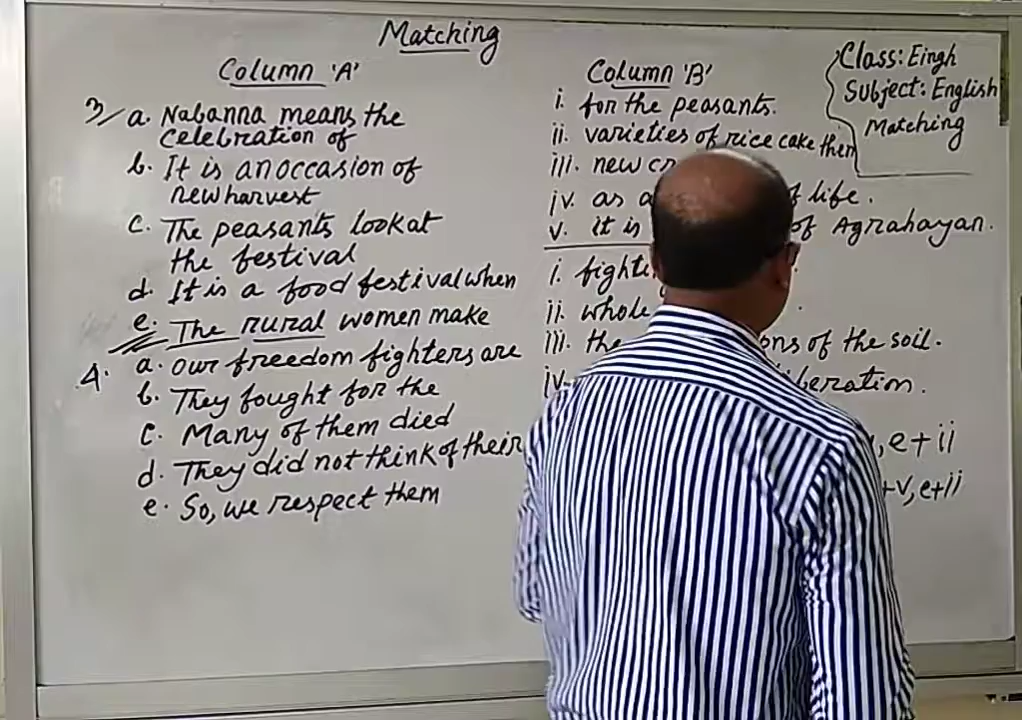 Matching
Column 'A'
3/ a. Nabanna means the
celebration of
b. It is an occasion of
new harvest
c. The peasants look at
the festival
d. It is a food festival when
e. The rural women make
4. a. Our freedom fighters are
b. They fought for the
c. Many of them died
d. They did not think of their
e. So, we respect them
Column 'B'
i. for the peasants.
ii. varieties of rice cake then
iii. new
iv. as a of life.
v. it is of Agrahayan.
i.
ii. whole
iii. the of the soil.
iv.
, e+ii
+v, e+ii
Class: Eingh
Subject: English
Matching